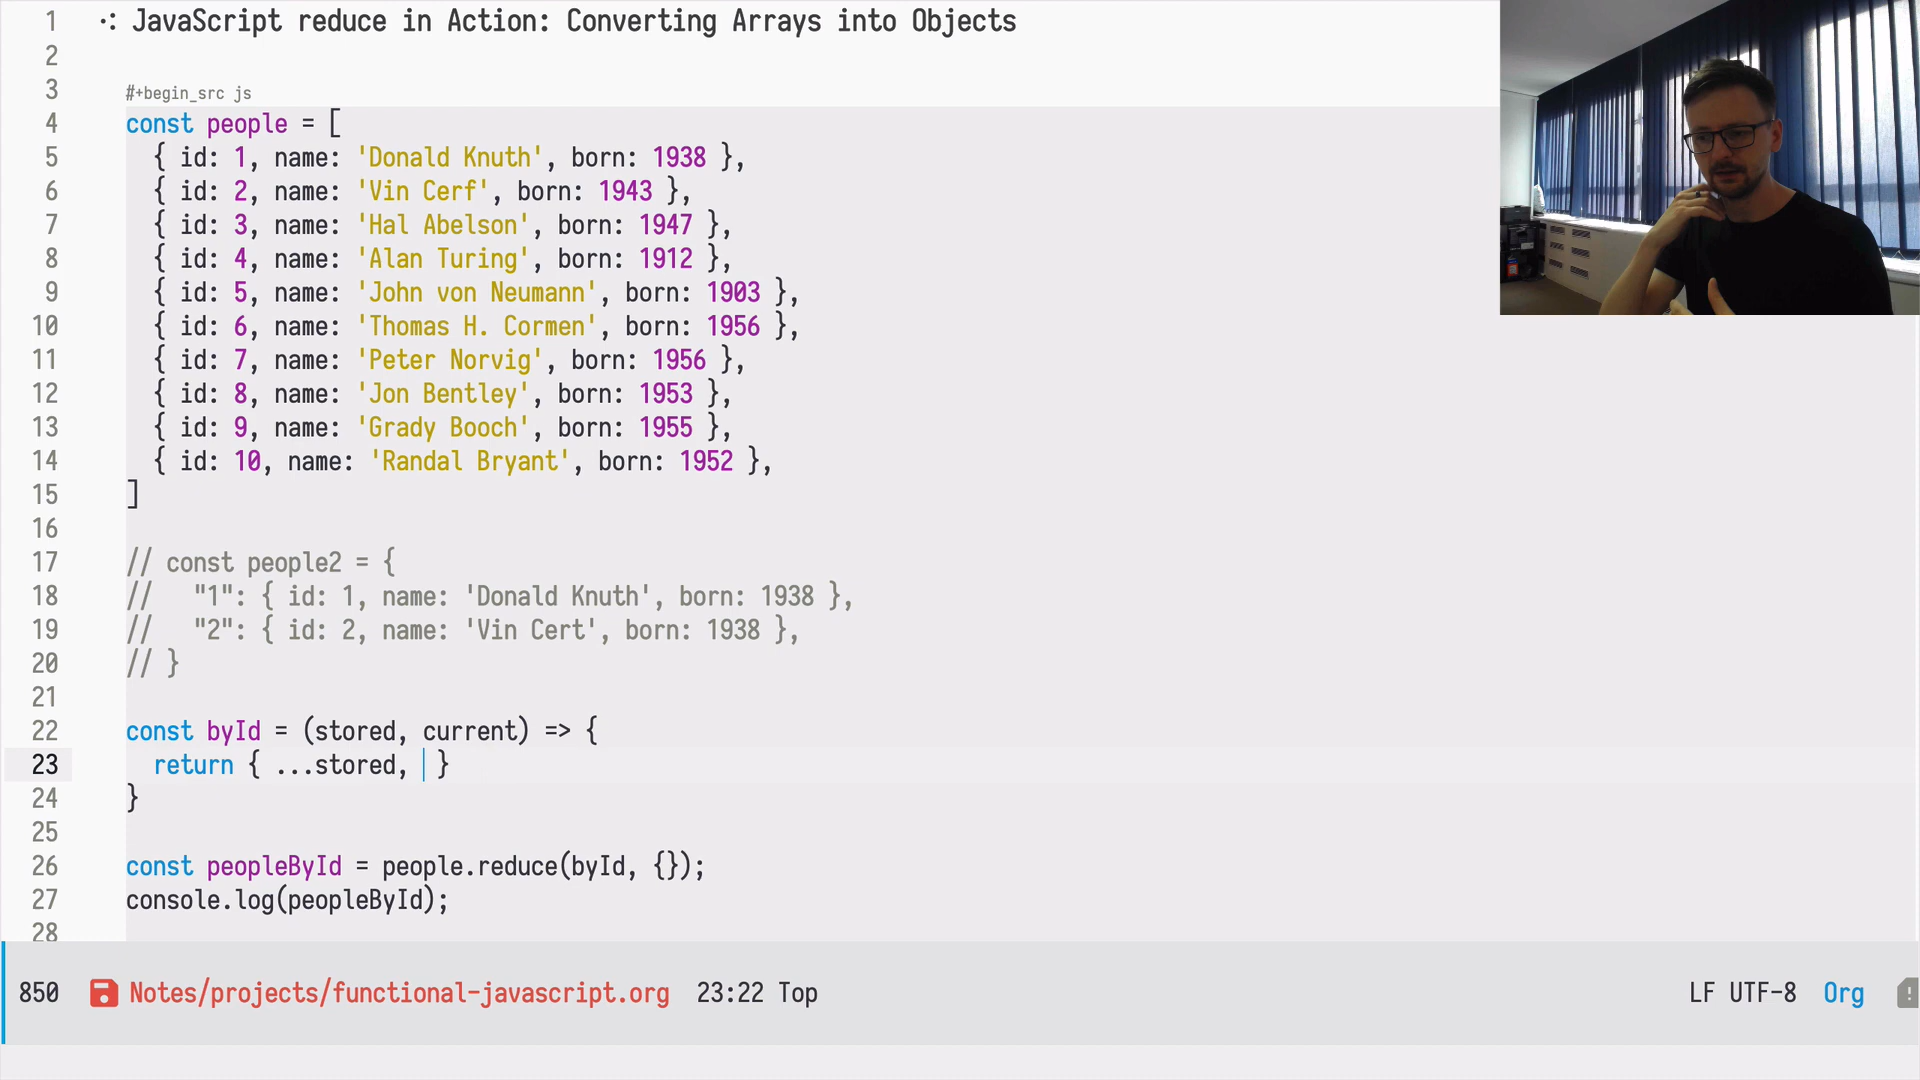 1 JavaScript reduce in Action: Converting Arrays into Objects
2
3 #+begin_src js
4 const people = [
5 { id: 1, name: 'Donald Knuth', born: 1938 },
6 { id: 2, name: 'Vin Cerf', born: 1943 },
7 { id: 3, name: 'Hal Abelson', born: 1947 },
8 { id: 4, name: 'Alan Turing', born: 1912 },
9 { id: 5, name: 'John von Neumann', born: 1903 },
10 { id: 6, name: 'Thomas H. Cormen', born: 1956 },
11 { id: 7, name: 'Peter Norvig', born: 1956 },
12 { id: 8, name: 'Jon Bentley', born: 1953 },
13 { id: 9, name: 'Grady Booch', born: 1955 },
14 { id: 10, name: 'Randal Bryant', born: 1952 },
15 ]
16
17 // const people2 = {
18 // "1": { id: 1, name: 'Donald Knuth', born: 1938 },
19 // "2": { id: 2, name: 'Vin Cert', born: 1938 },
20 // }
21
22 const byId = (stored, current) => {
23 return { ...stored, }
24 }
25
26 const peopleById = people.reduce(byId, {});
27 console.log(peopleById);
28
850 Notes/projects/functional-javascript.org 23:22 Top LF UTF-8 Org